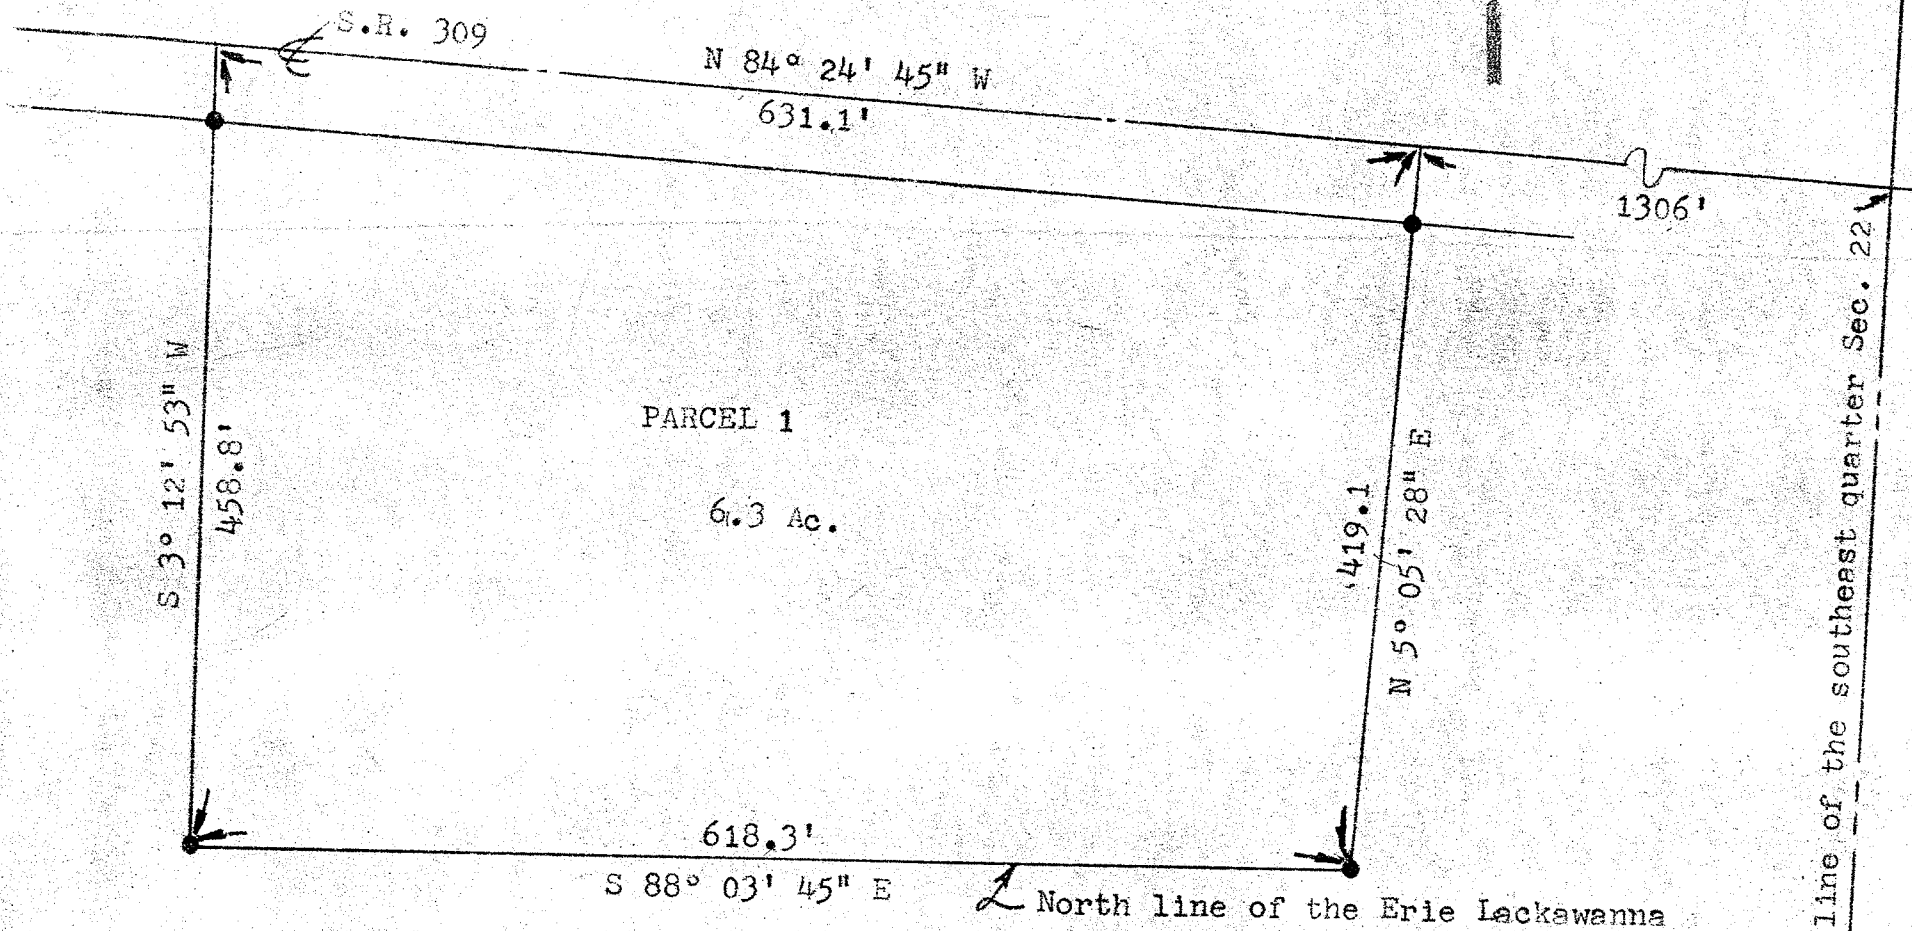 S.R. 309
N 84° 24' 45" W
631.1'
1306'
S 3° 12' 53" W
458.8'
PARCEL 1
6.3 Ac.
419.1
N 5° 05' 28" E
line of the southeast quarter Sec. 22
618.3'
S 88° 03' 45" E
North line of the Erie Lackawanna